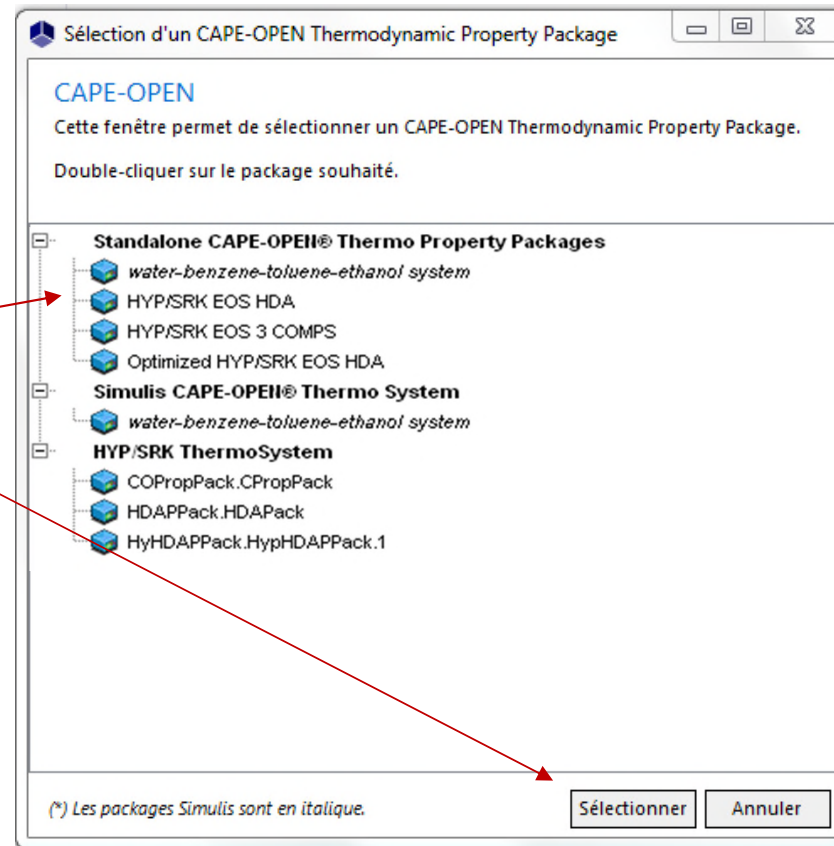 Sélection d'un CAPE-OPEN Thermodynamic Property Package
CAPE-OPEN
Cette fenêtre permet de sélectionner un CAPE-OPEN Thermodynamic Property Package.
Double-cliquer sur le package souhaité.
Standalone CAPE-OPEN® Thermo Property Packages
water-benzene-toluene-ethanol system
HYP/SRK EOS HDA
HYP/SRK EOS 3 COMPS
Optimized HYP/SRK EOS HDA
Simulis CAPE-OPEN® Thermo System
water-benzene-toluene-ethanol system
HYP/SRK ThermoSystem
COPropPack.CPropPack
HDAPPack.HDAPack
HyHDAPPack.HypHDAPPack.1
(*) Les packages Simulis sont en italique.
Sélectionner Annuler